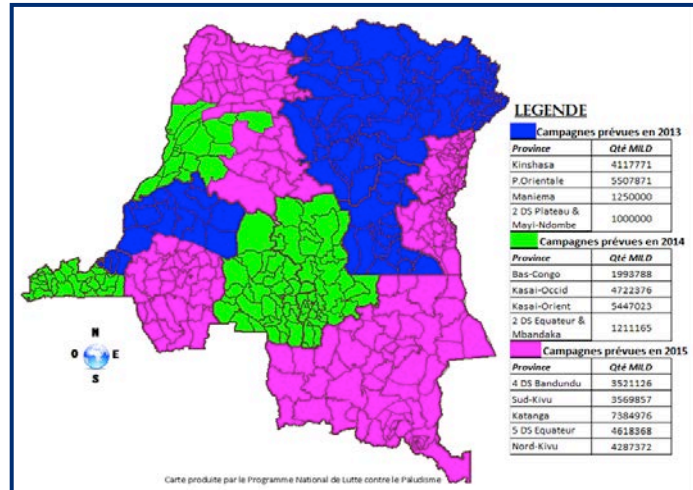 LEGENDE
Campagnes prévues en 2013
Province Qté MILD
Kinshasa 4117771
P.Orientale 5507871
Maniema 1250000
2 DS Plateau & Mayi-Ndombe 1000000
Campagnes prévues en 2014
Province Qté MILD
Bas-Congo 1993788
Kasai-Occid 4722376
Kasai-Orient 5447023
2 DS Equateur & Mbandaka 1211165
Campagnes prévues en 2015
Province Qté MILD
4 DS Bandundu 3521126
Sud-Kivu 3569857
Katanga 7384976
5 DS Equateur 4618368
Nord-Kivu 4287372
N
O E
S
Carte produite par le Programme National de Lutte contre le Paludisme